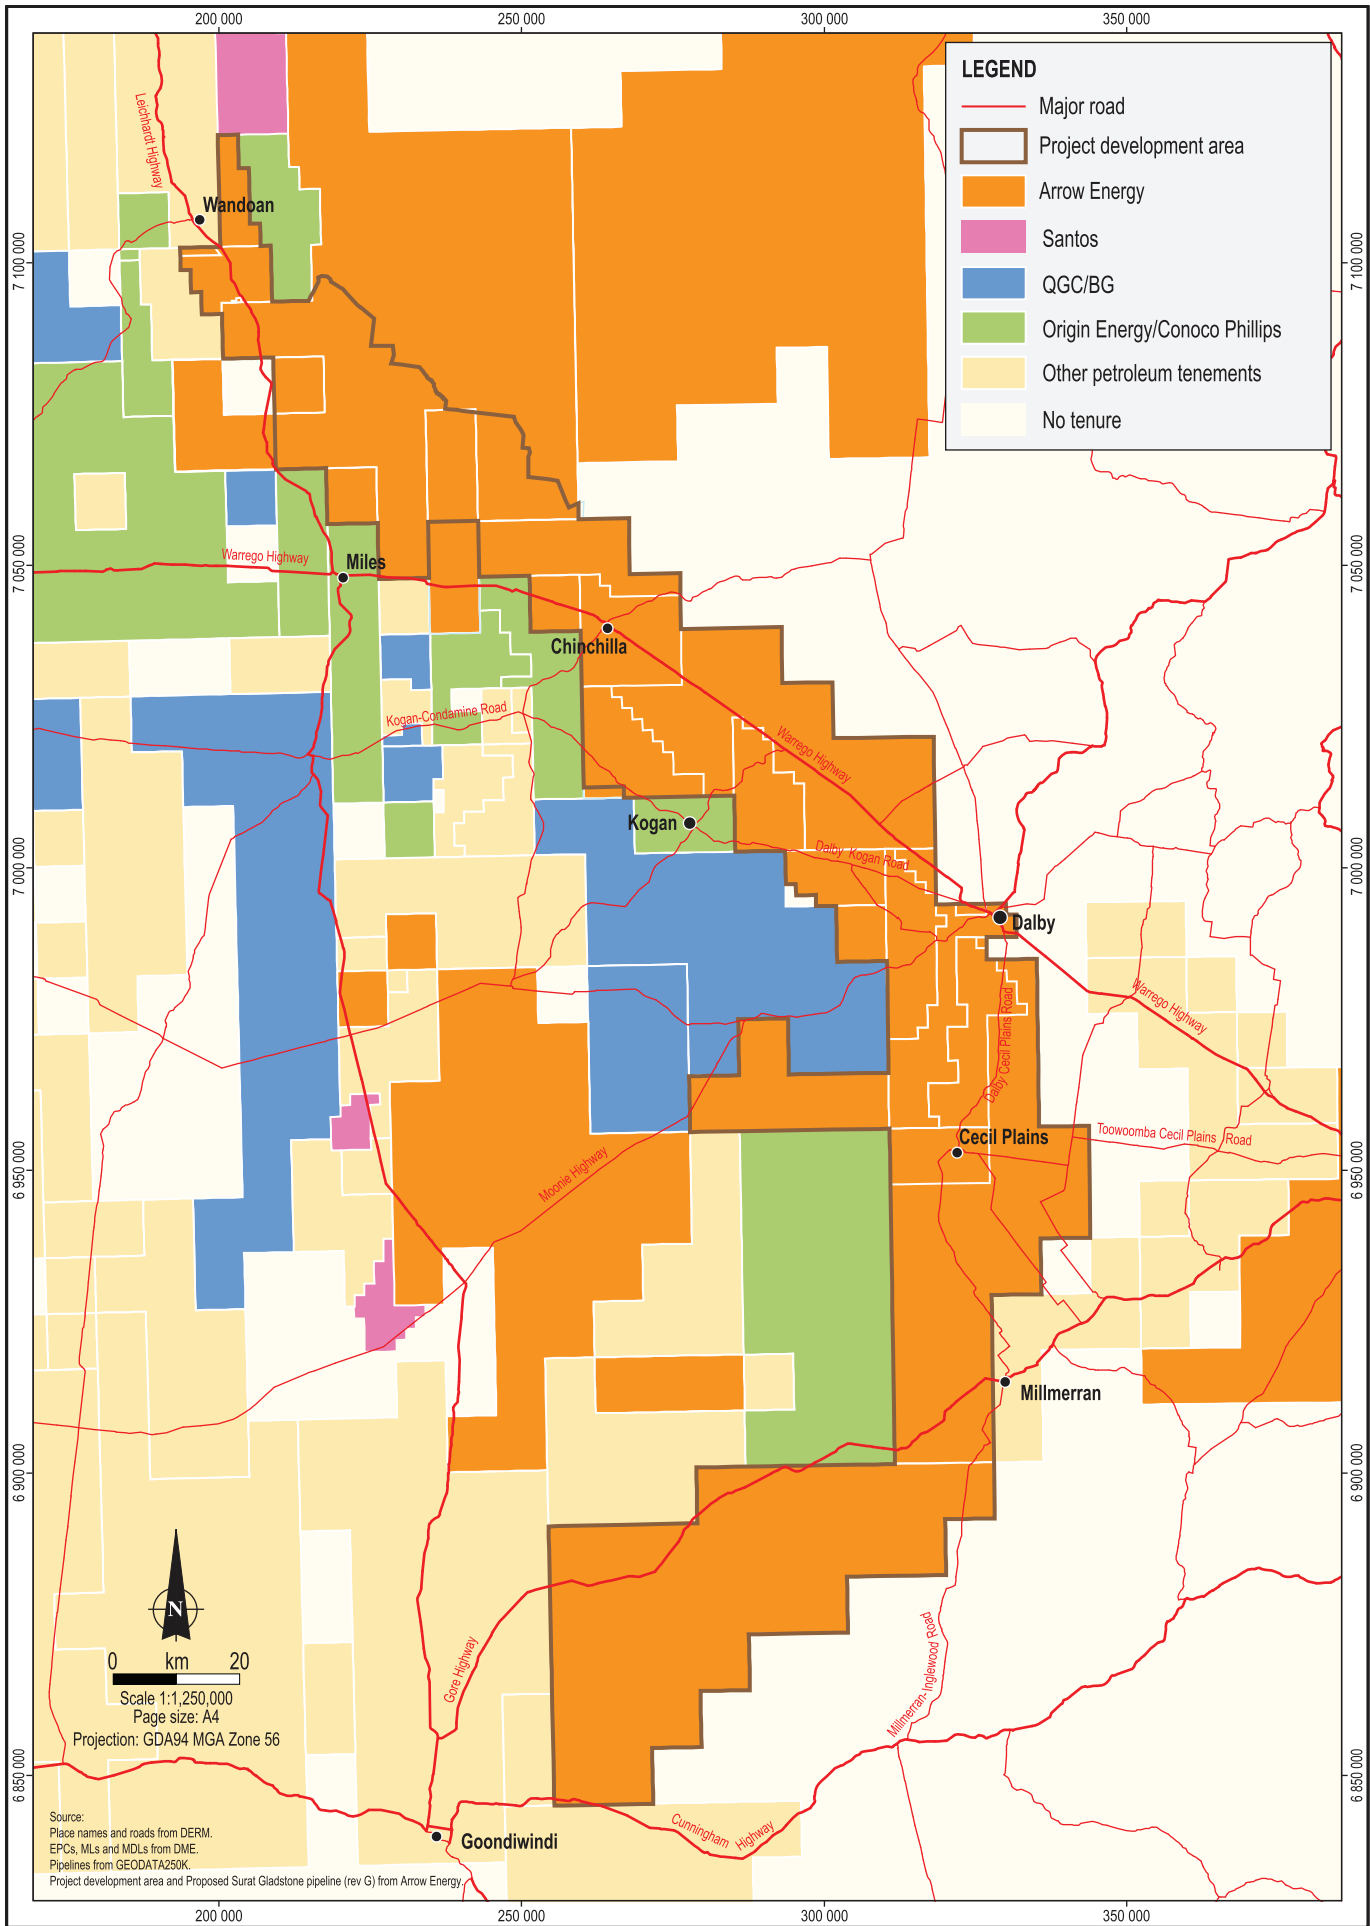 200 000
250 000
300 000
350 000
LEGEND
Major road
Project development area
Arrow Energy
Santos
QGC/BG
Origin Energy/Conoco Phillips
Other petroleum tenements
No tenure
Leichhardt Highway
Wandoan
7 100 000
7 100 000
Warrego Highway
Miles
7 050 000
7 050 000
Chinchilla
Kogan-Condamine Road
Warrego Highway
Kogan
Dalby Kogan Road
7 000 000
7 000 000
Dalby
Warrego Highway
Dalby Cecil Plains Road
Cecil Plains
Toowoomba Cecil Plains Road
Moonie Highway
6 950 000
6 950 000
Millmerran
6 900 000
6 900 000
N
0 km 20
Scale 1:1,250,000
Page size: A4
Projection: GDA94 MGA Zone 56
Gore Highway
Millmerran-Inglewood Road
6 850 000
6 850 000
Cunningham Highway
Goondiwindi
Source:
Place names and roads from DERM.
EPCs, MLs and MDLs from DME.
Pipelines from GEODATA250K.
Project development area and Proposed Surat Gladstone pipeline (rev G) from Arrow Energy.
200 000
250 000
300 000
350 000